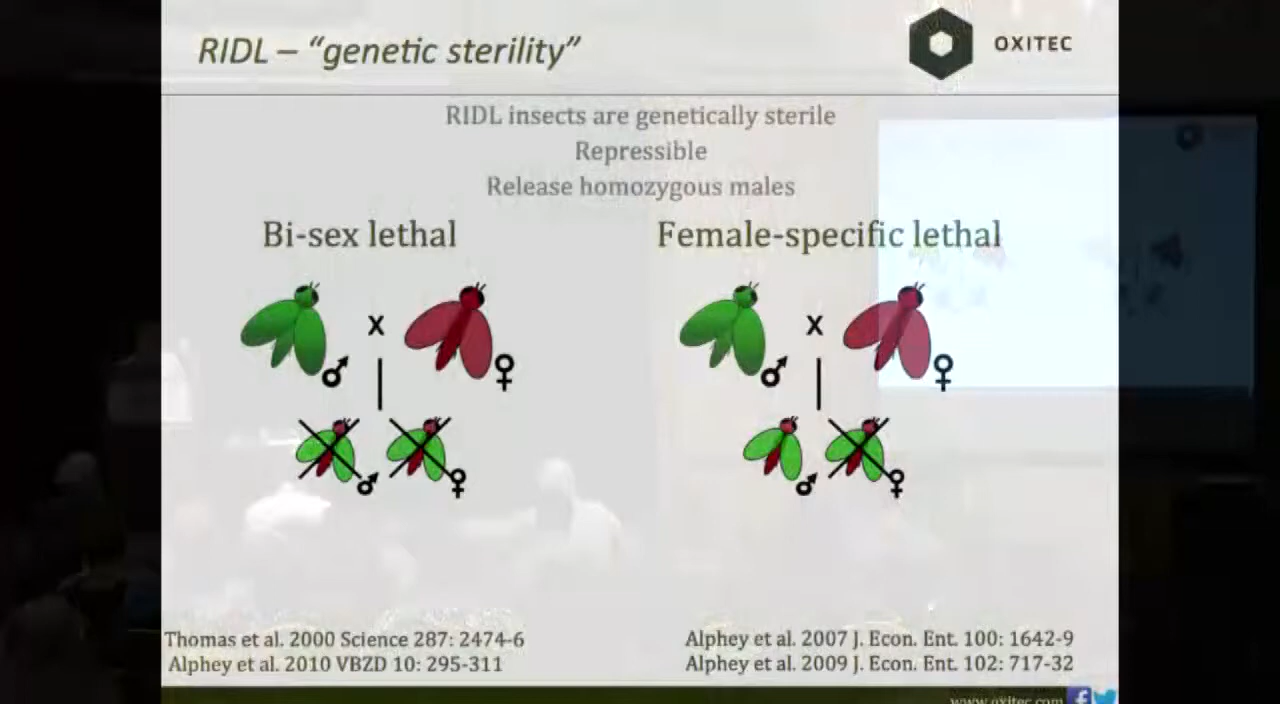 RIDL – “genetic sterility”
OXITEC
RIDL insects are genetically sterile
Repressible
Release homozygous males
Bi-sex lethal
Female-specific lethal
x
♂
♀
x
♂
♀
♂
♀
♂
♀
Thomas et al. 2000 Science 287: 2474-6
Alphey et al. 2010 VBZD 10: 295-311
Alphey et al. 2007 J. Econ. Ent. 100: 1642-9
Alphey et al. 2009 J. Econ. Ent. 102: 717-32
www.oxitec.com